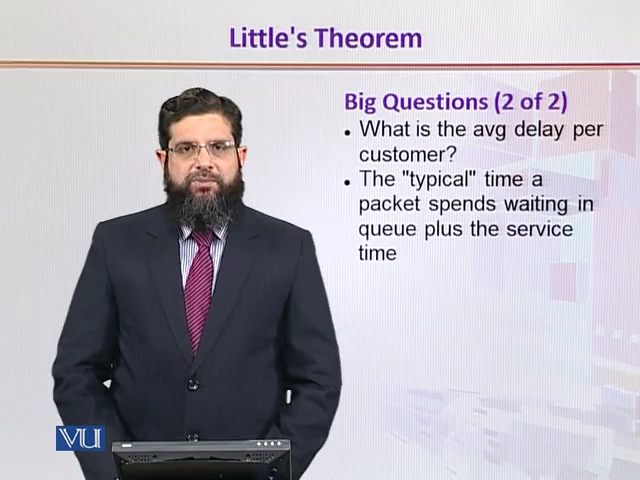 Little's Theorem
Big Questions (2 of 2)
• What is the avg delay per
customer?
• The "typical" time a
packet spends waiting in
queue plus the service
time
VU